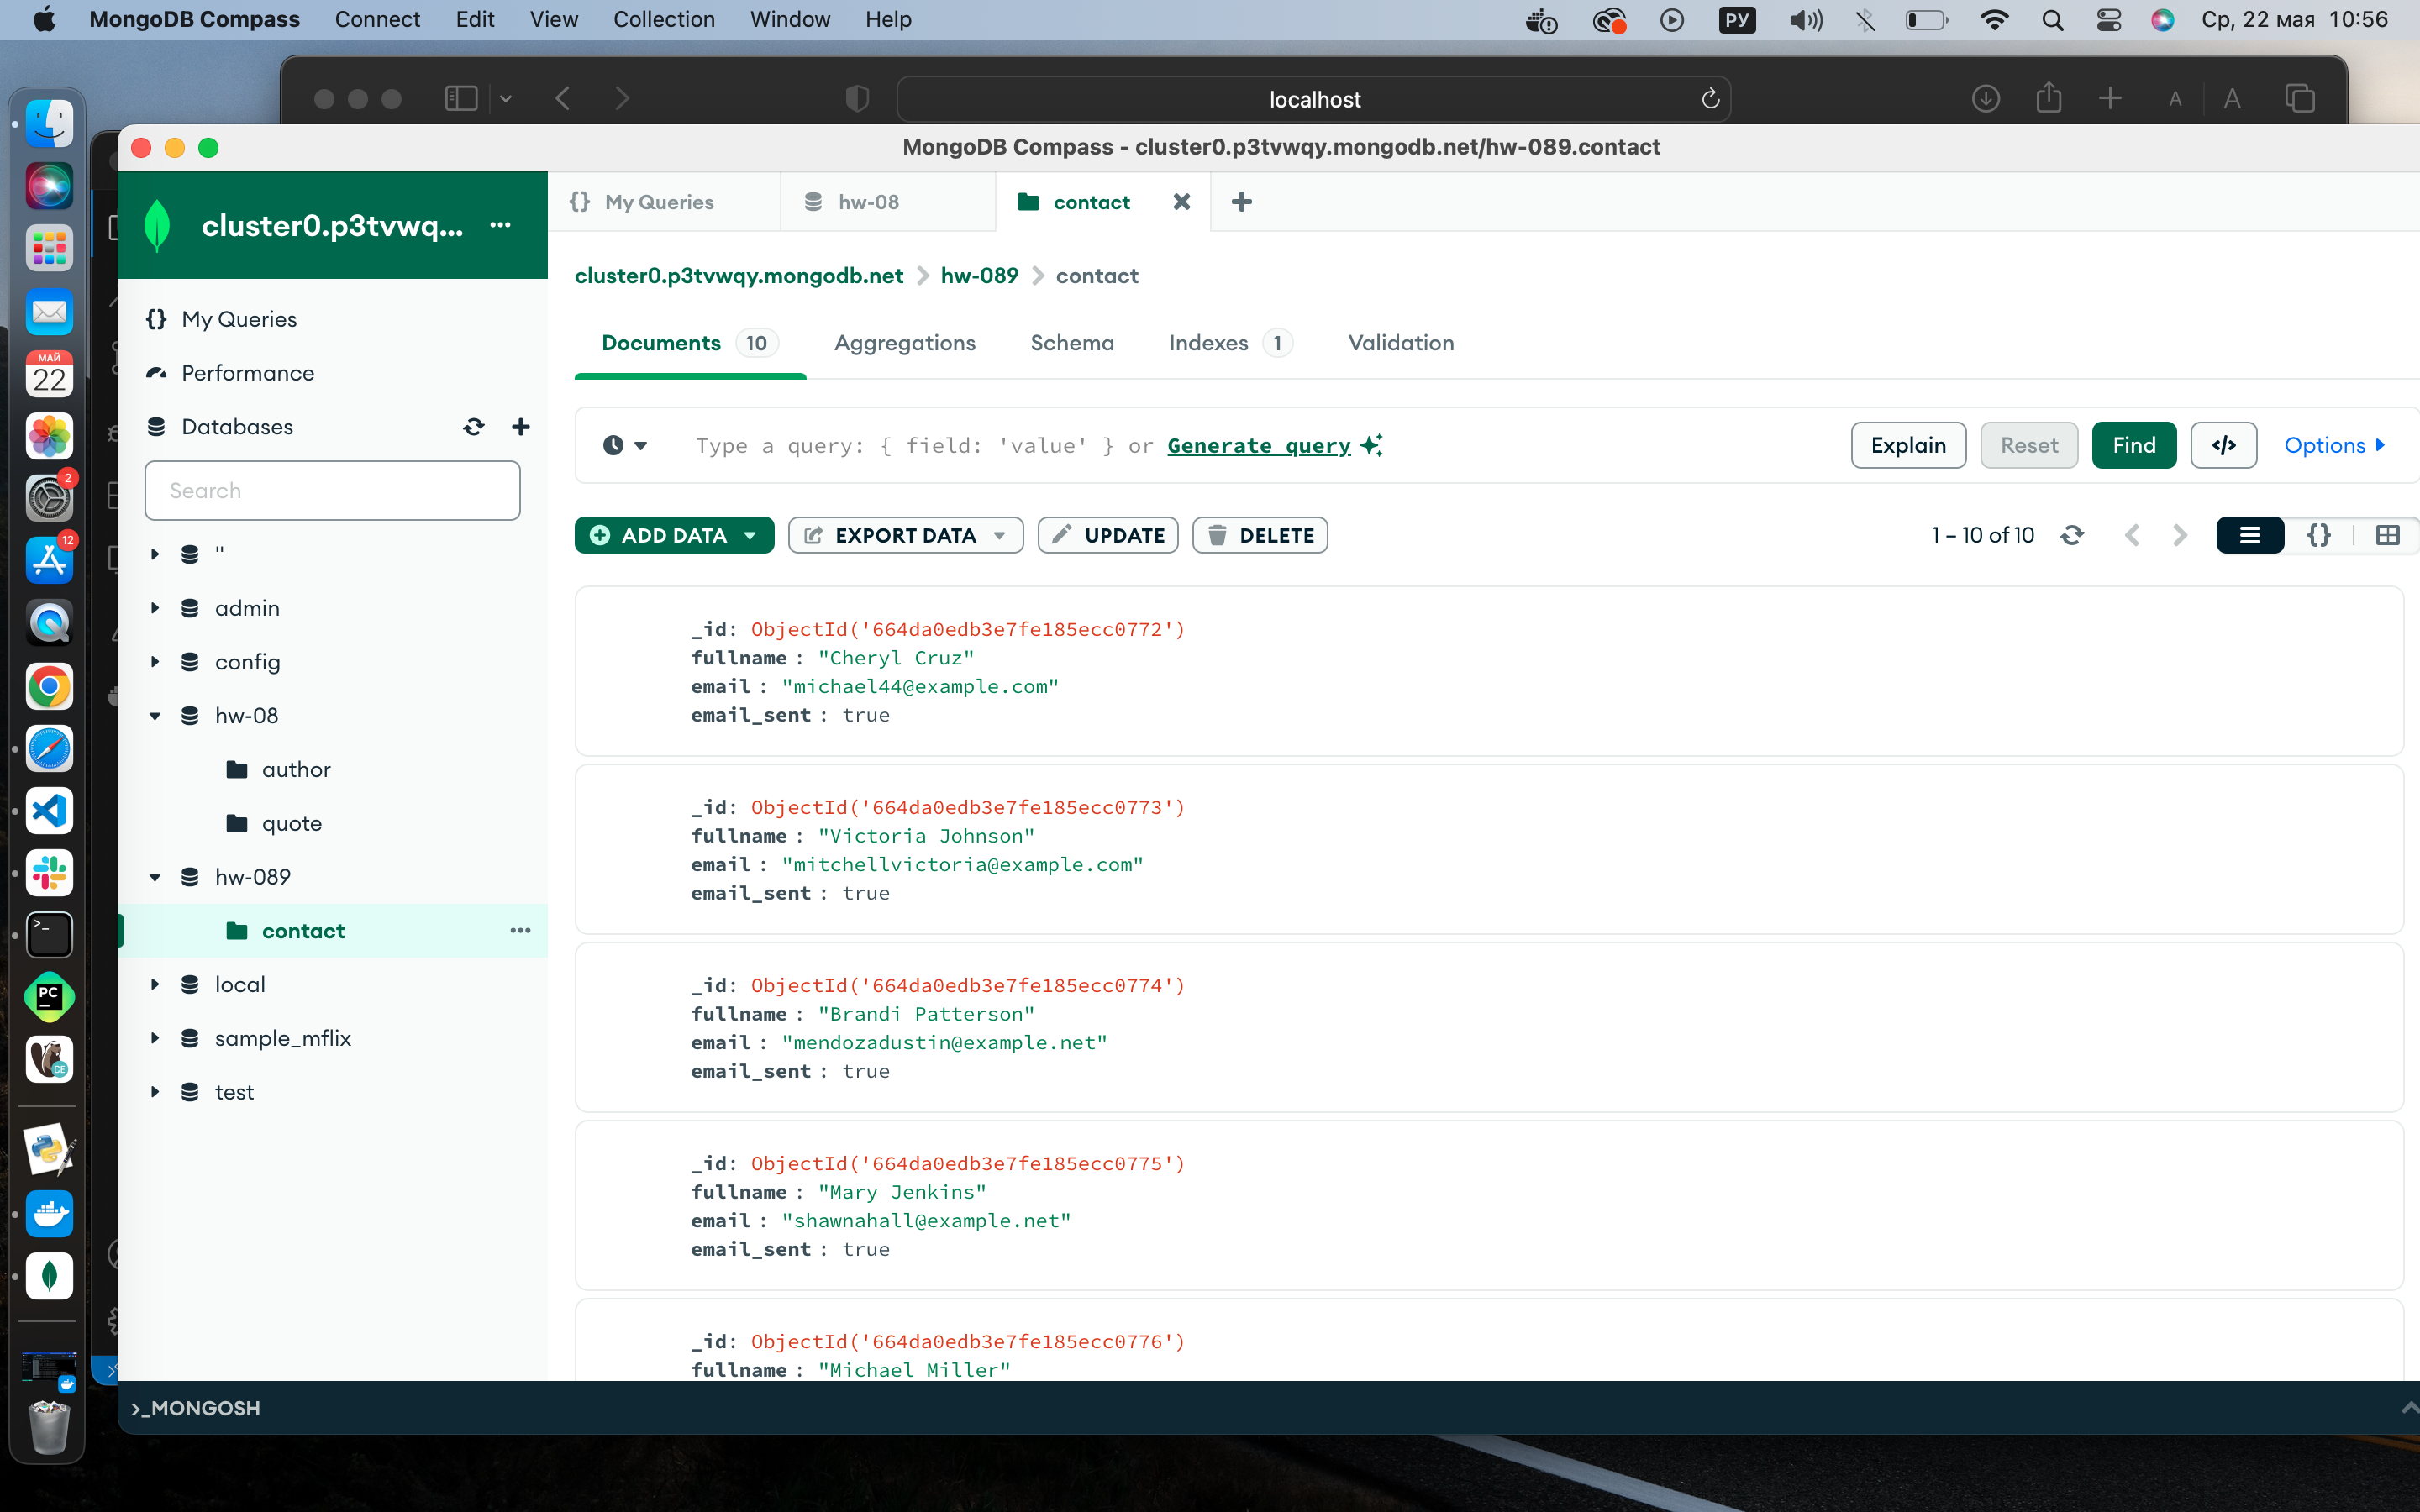 MongoDB Compass Connect Edit View Collection Window Help РУ Ср, 22 мая 10:56
localhost A A
MongoDB Compass - cluster0.p3tvwqy.mongodb.net/hw-089.contact
cluster0.p3tvwq... ...
{} My Queries
hw-08
contact
cluster0.p3tvwqy.mongodb.net > hw-089 > contact
{} My Queries
Performance
Databases
Search
"
admin
config
hw-08
author
quote
hw-089
contact ...
local
sample_mflix
test
Documents 10 Aggregations Schema Indexes 1 Validation
Type a query: { field: 'value' } or Generate query
Explain Reset Find </> Options
ADD DATA EXPORT DATA UPDATE DELETE
1 – 10 of 10 {}
_id: ObjectId('664da0edb3e7fe185ecc0772')
fullname : "Cheryl Cruz"
email : "michael44@example.com"
email_sent : true
_id: ObjectId('664da0edb3e7fe185ecc0773')
fullname : "Victoria Johnson"
email : "mitchellvictoria@example.com"
email_sent : true
_id: ObjectId('664da0edb3e7fe185ecc0774')
fullname : "Brandi Patterson"
email : "mendozadustin@example.net"
email_sent : true
_id: ObjectId('664da0edb3e7fe185ecc0775')
fullname : "Mary Jenkins"
email : "shawnahall@example.net"
email_sent : true
_id: ObjectId('664da0edb3e7fe185ecc0776')
fullname : "Michael Miller"
>_MONGOSH
МАЙ
22
2
12
>_
PC
CE